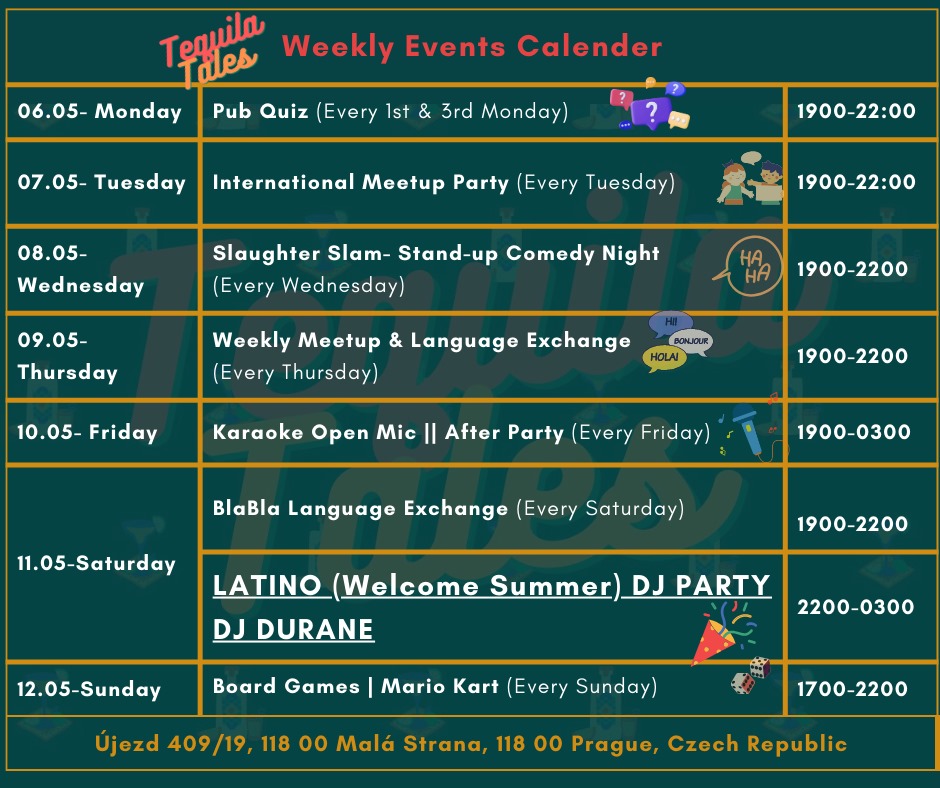 Tequila
Tales
Weekly Events Calender
06.05- Monday
Pub Quiz (Every 1st & 3rd Monday)
? ? ?
1900-22:00
07.05- Tuesday
International Meetup Party (Every Tuesday)
1900-22:00
08.05-
Wednesday
Slaughter Slam- Stand-up Comedy Night
(Every Wednesday)
HA
HA
1900-2200
09.05-
Thursday
Weekly Meetup & Language Exchange
(Every Thursday)
HI!
BONJOUR
HOLA!
1900-2200
10.05- Friday
Karaoke Open Mic || After Party (Every Friday)
1900-0300
11.05-Saturday
BlaBla Language Exchange (Every Saturday)
1900-2200
LATINO (Welcome Summer) DJ PARTY
DJ DURANE
2200-0300
12.05-Sunday
Board Games | Mario Kart (Every Sunday)
1700-2200
Újezd 409/19, 118 00 Malá Strana, 118 00 Prague, Czech Republic
Tequila
Tales